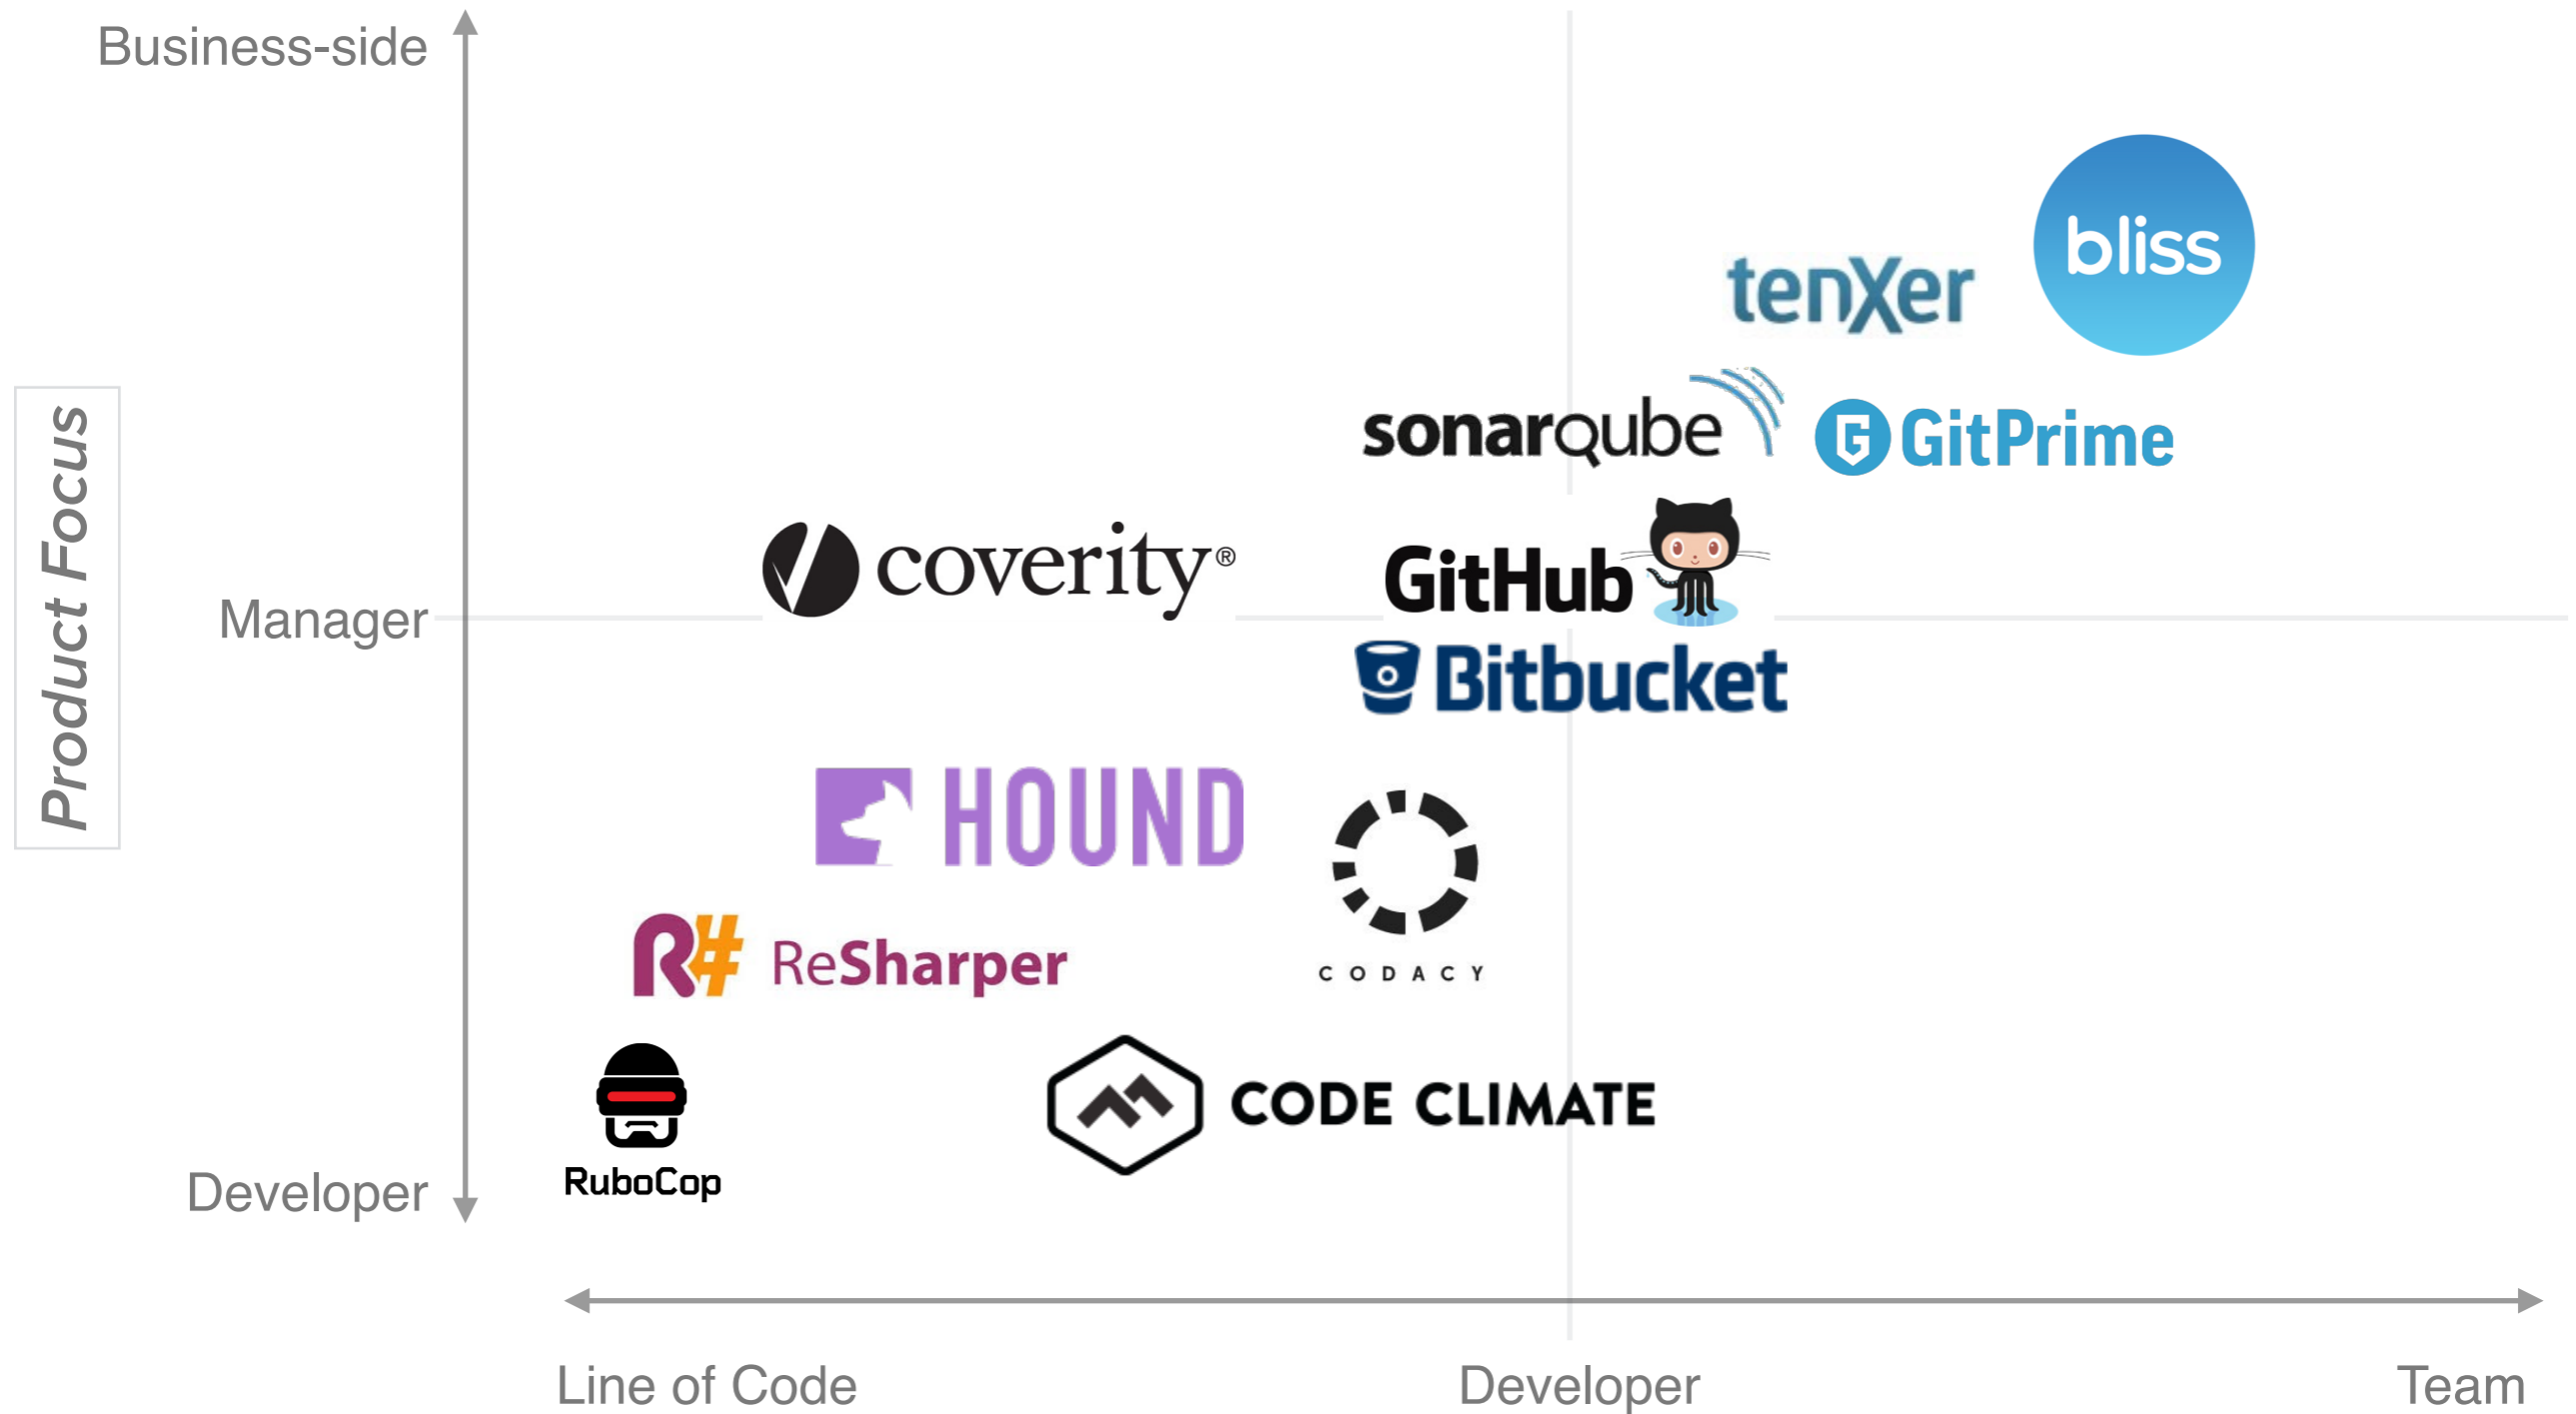 Business-side
bliss
tenXer
sonarqube
GitPrime
Product Focus
coverity®
GitHub
Manager
Bitbucket
HOUND
R# ReSharper
CODACY
CODE CLIMATE
RuboCop
Developer
Line of Code
Developer
Team